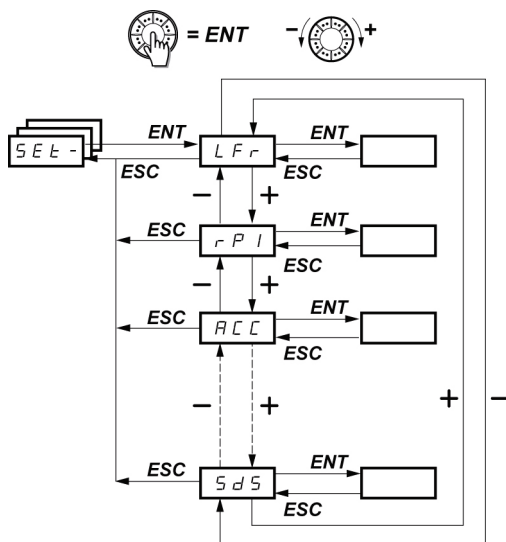 = ENT
- +
SEt-
ENT
LFr
ENT
ESC
ESC
- +
ESC
rPI
ENT
ESC
- +
ESC
ACC
ENT
ESC
- +
+ -
ESC
SdS
ENT
ESC